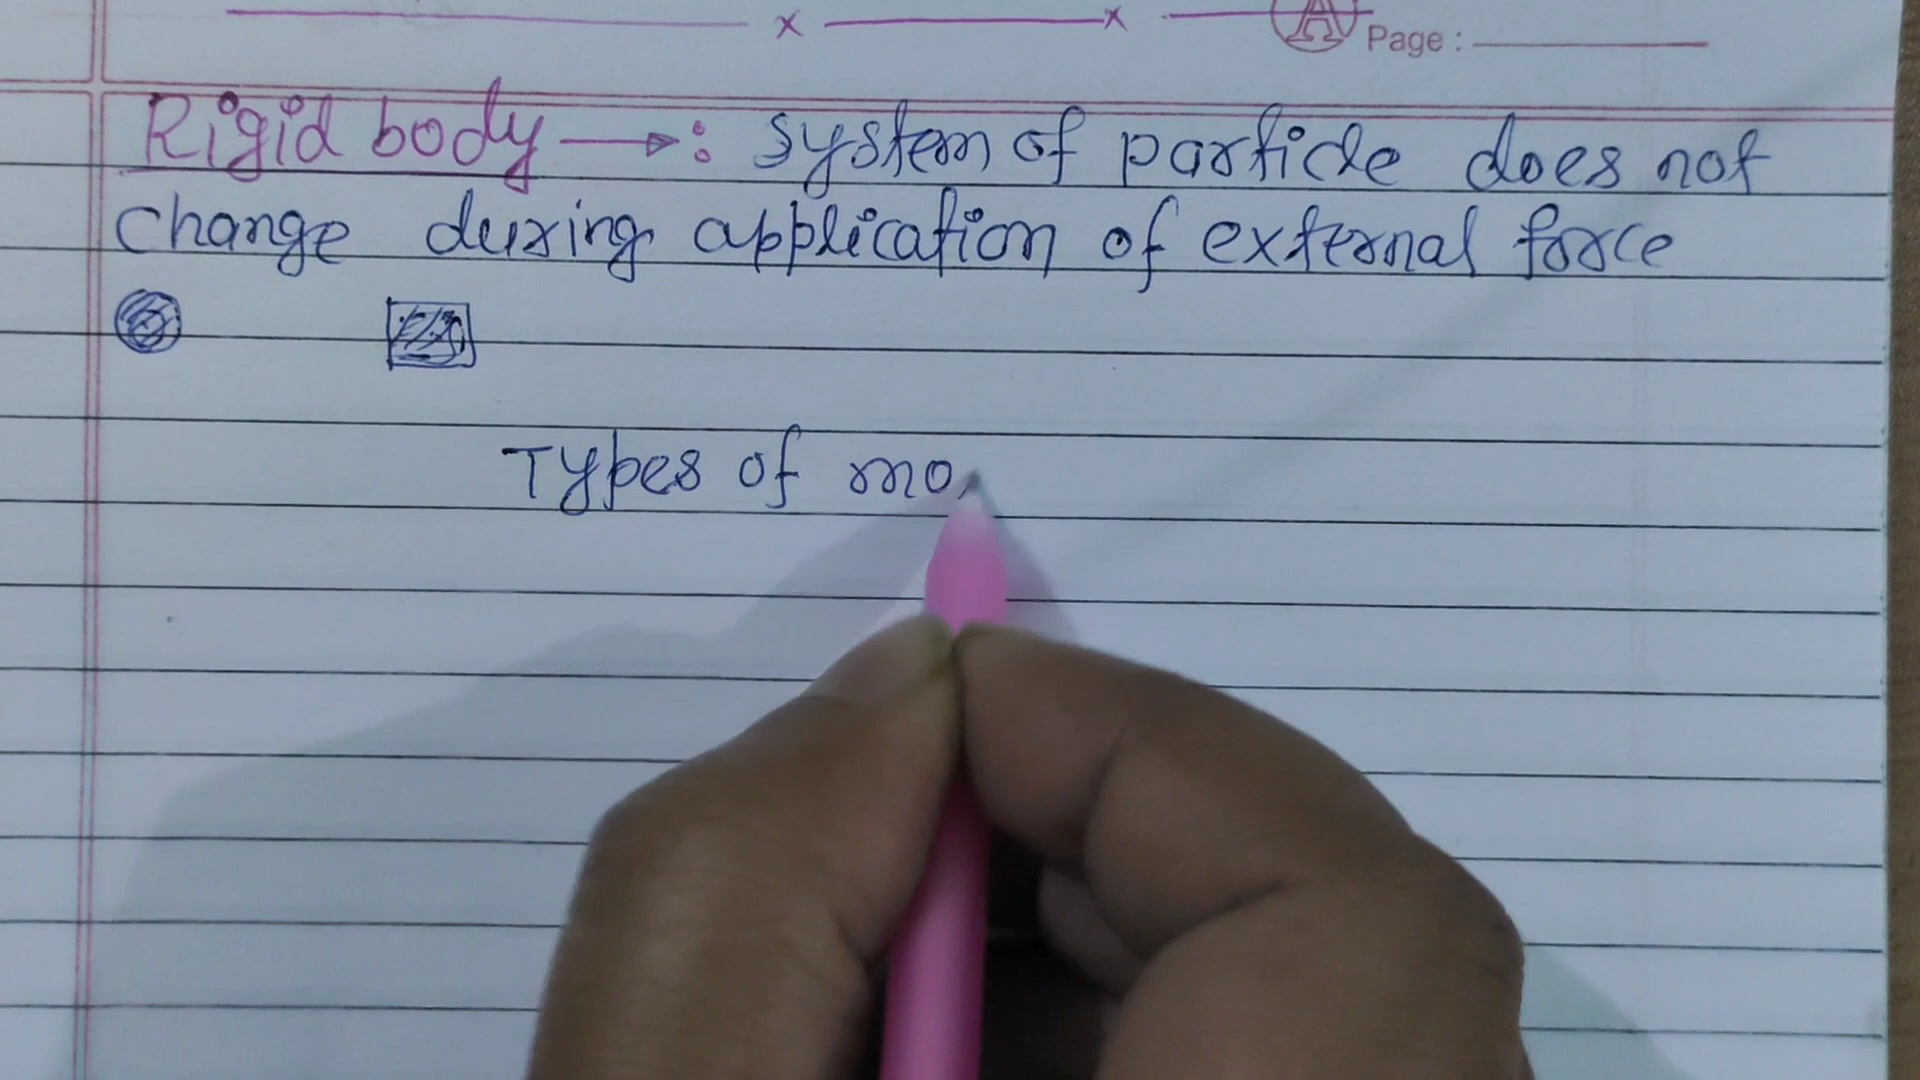 x x A Page :
Rigid body → : system of particle does not
change during application of external force
Types of mo